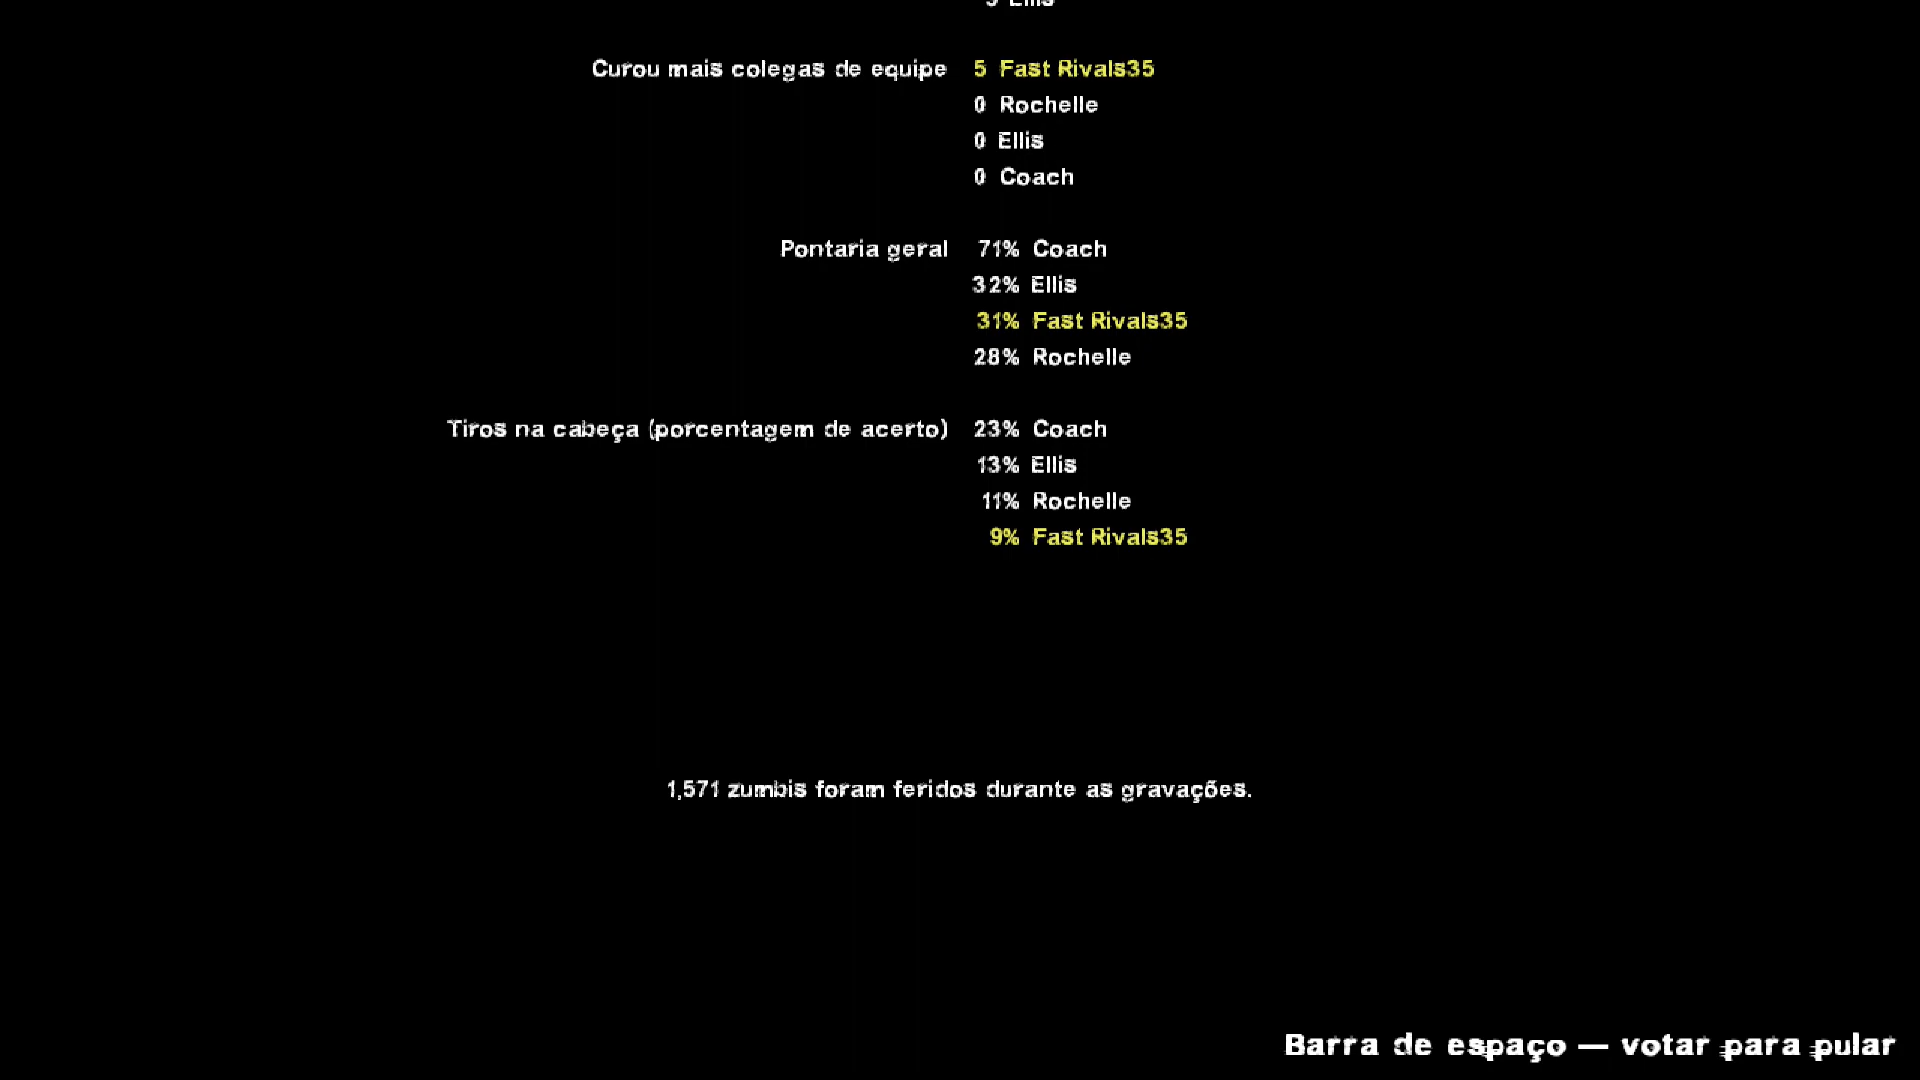 Ellis
Curou mais colegas de equipe 5 Fast Rivals35
0 Rochelle
0 Ellis
0 Coach
Pontaria geral 71% Coach
32% Ellis
31% Fast Rivals35
28% Rochelle
Tiros na cabeça (porcentagem de acerto) 23% Coach
13% Ellis
11% Rochelle
9% Fast Rivals35
1,571 zumbis foram feridos durante as gravações.
Barra de espaço — votar para pular